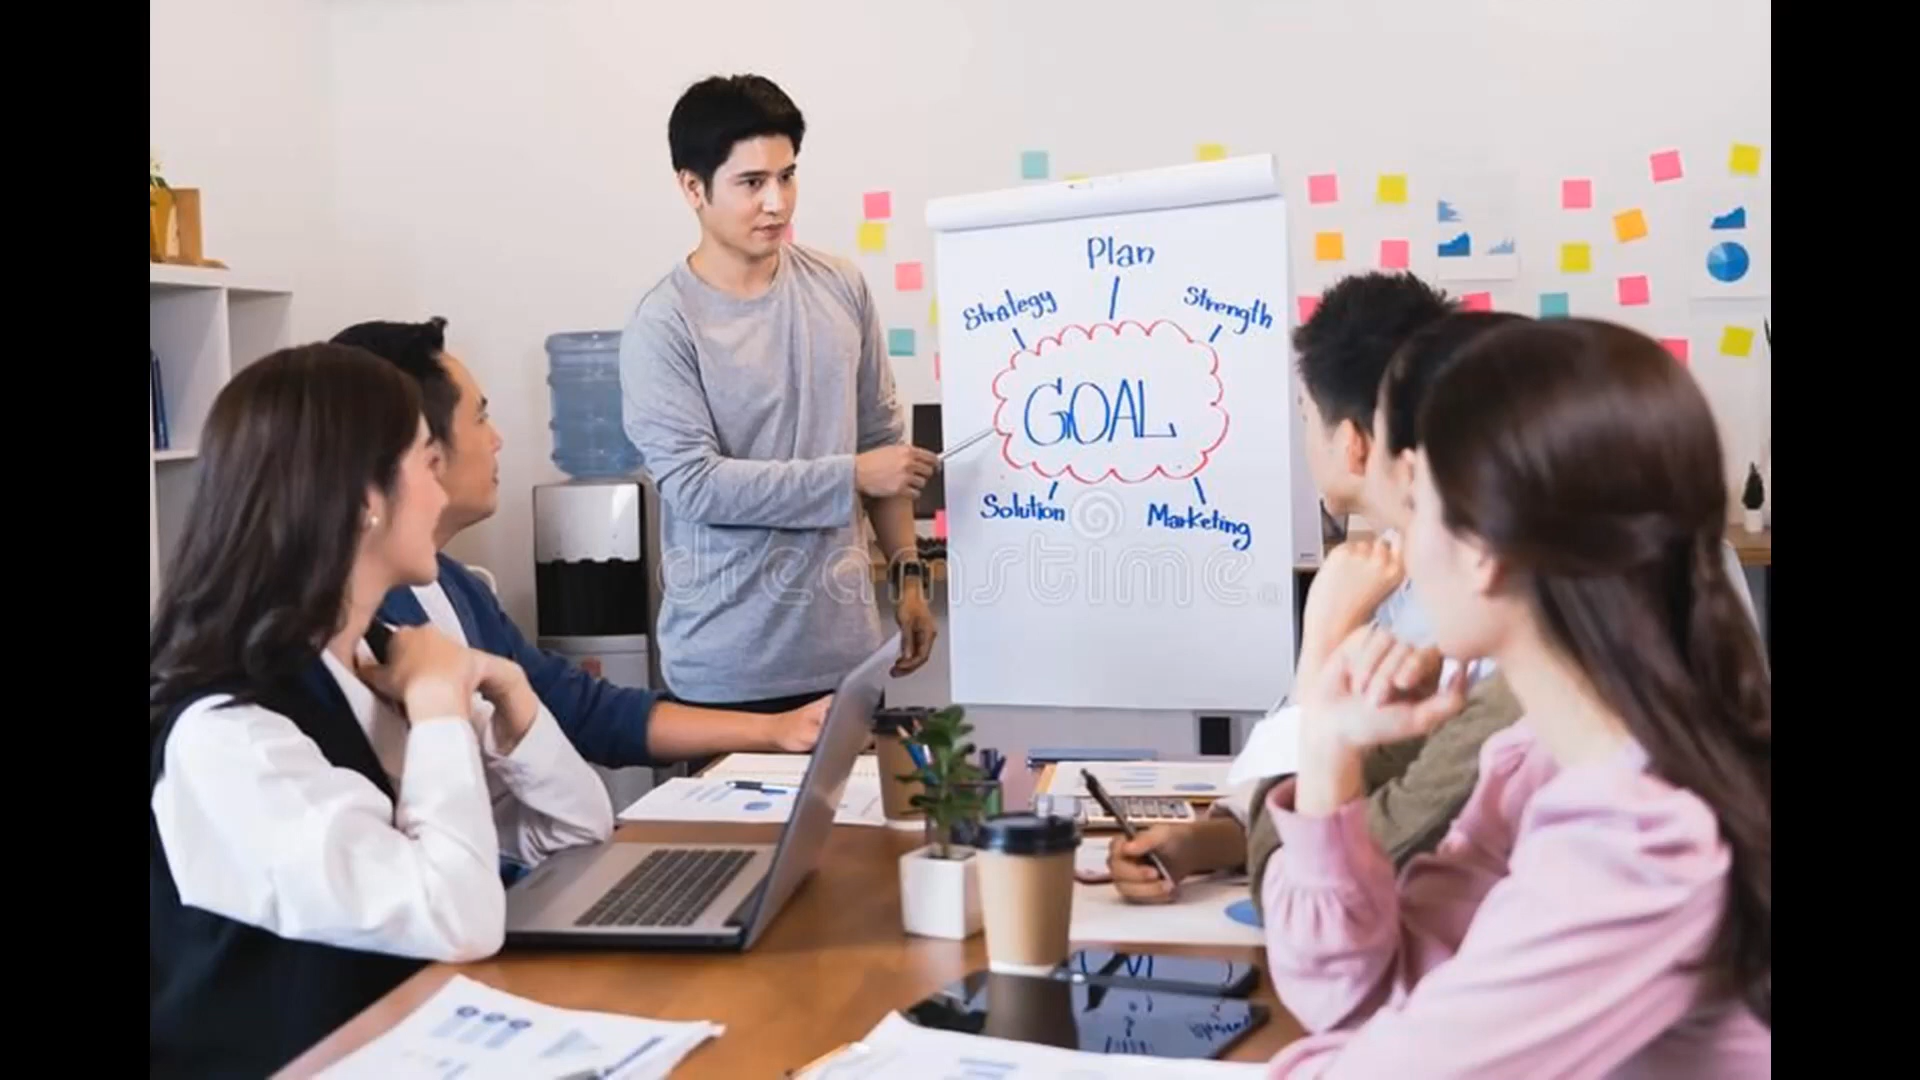 Plan
Strategy
Strength
GOAL
Solution
Marketing
dreamstime